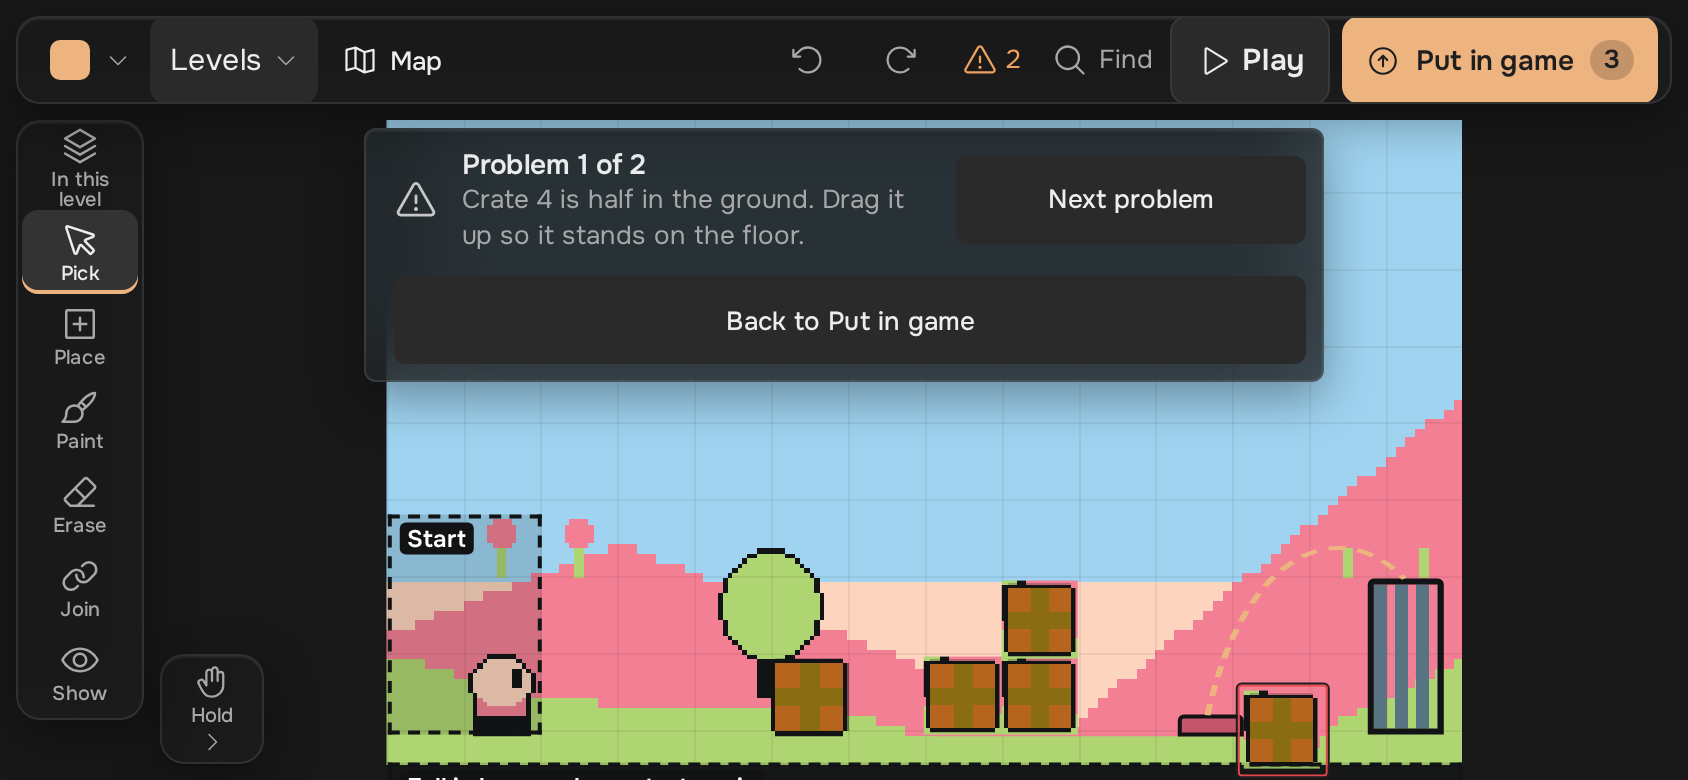 Levels
Map
2
Find
Play
Put in game
3
In this
level
Pick
Place
Paint
Erase
Join
Show
Hold
Problem 1 of 2
Crate 4 is half in the ground. Drag it
up so it stands on the floor.
Next problem
Back to Put in game
Start